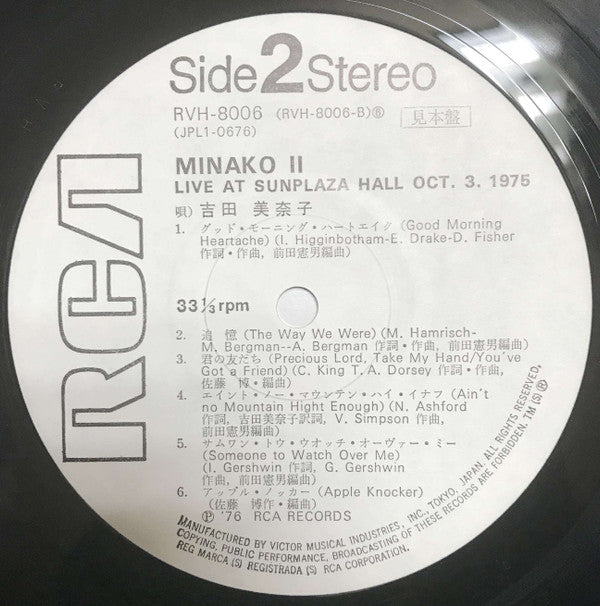 Side 2 Stereo
RVH-8006 (RVH-8006-B)Ⓑ 見本盤
(JPL1-0676)
RCA
MINAKO II
LIVE AT SUNPLAZA HALL OCT. 3. 1975
唄) 吉田 美奈子
1. グッド・モーニング・ハートエイク (Good Morning
Heartache) (I. Higginbotham-E. Drake-D. Fisher
作詞・作曲, 前田憲男編曲)
33⅓rpm
2. 追 憶 (The Way We Were) (M. Hamrisch-
M. Bergman--A. Bergman 作詞・作曲, 前田憲男編曲)
3. 君の友だち (Precious Lord, Take My Hand/You've
Got a Friend) (C. King T. A. Dorsey 作詞・作曲,
佐藤 博・編曲)
4. エイント・ノー・マウンテン・ハイ・イナフ (Ain't
no Mountain Hight Enough) (N. Ashford
作詞, 吉田美奈子訳詞, V. Simpson 作曲,
前田憲男編曲)
5. サムワン・トゥ・ウオッチ・オーヴァー・ミー
(Someone to Watch Over Me)
(I. Gershwin 作詞, G. Gershwin
作曲, 前田憲男編曲)
6. アップル・ノッカー (Apple Knocker)
(佐藤 博作・編曲)
Ⓟ '76 RCA RECORDS
MANUFACTURED BY VICTOR MUSICAL INDUSTRIES, INC., TOKYO, JAPAN. ALL RIGHTS RESERVED.
COPYING, PUBLIC PERFORMANCE, BROADCASTING OF THESE RECORDS ARE FORBIDDEN. TM (S) ®
REG MARCA (S) REGISTRADA (S) RCA CORPORATION.